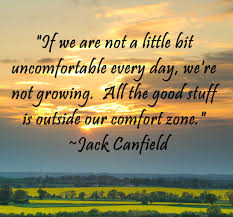 "If we are not a little bit
uncomfortable every day, we're
not growing.  All the good stuff
is outside our comfort zone."
~Jack Canfield